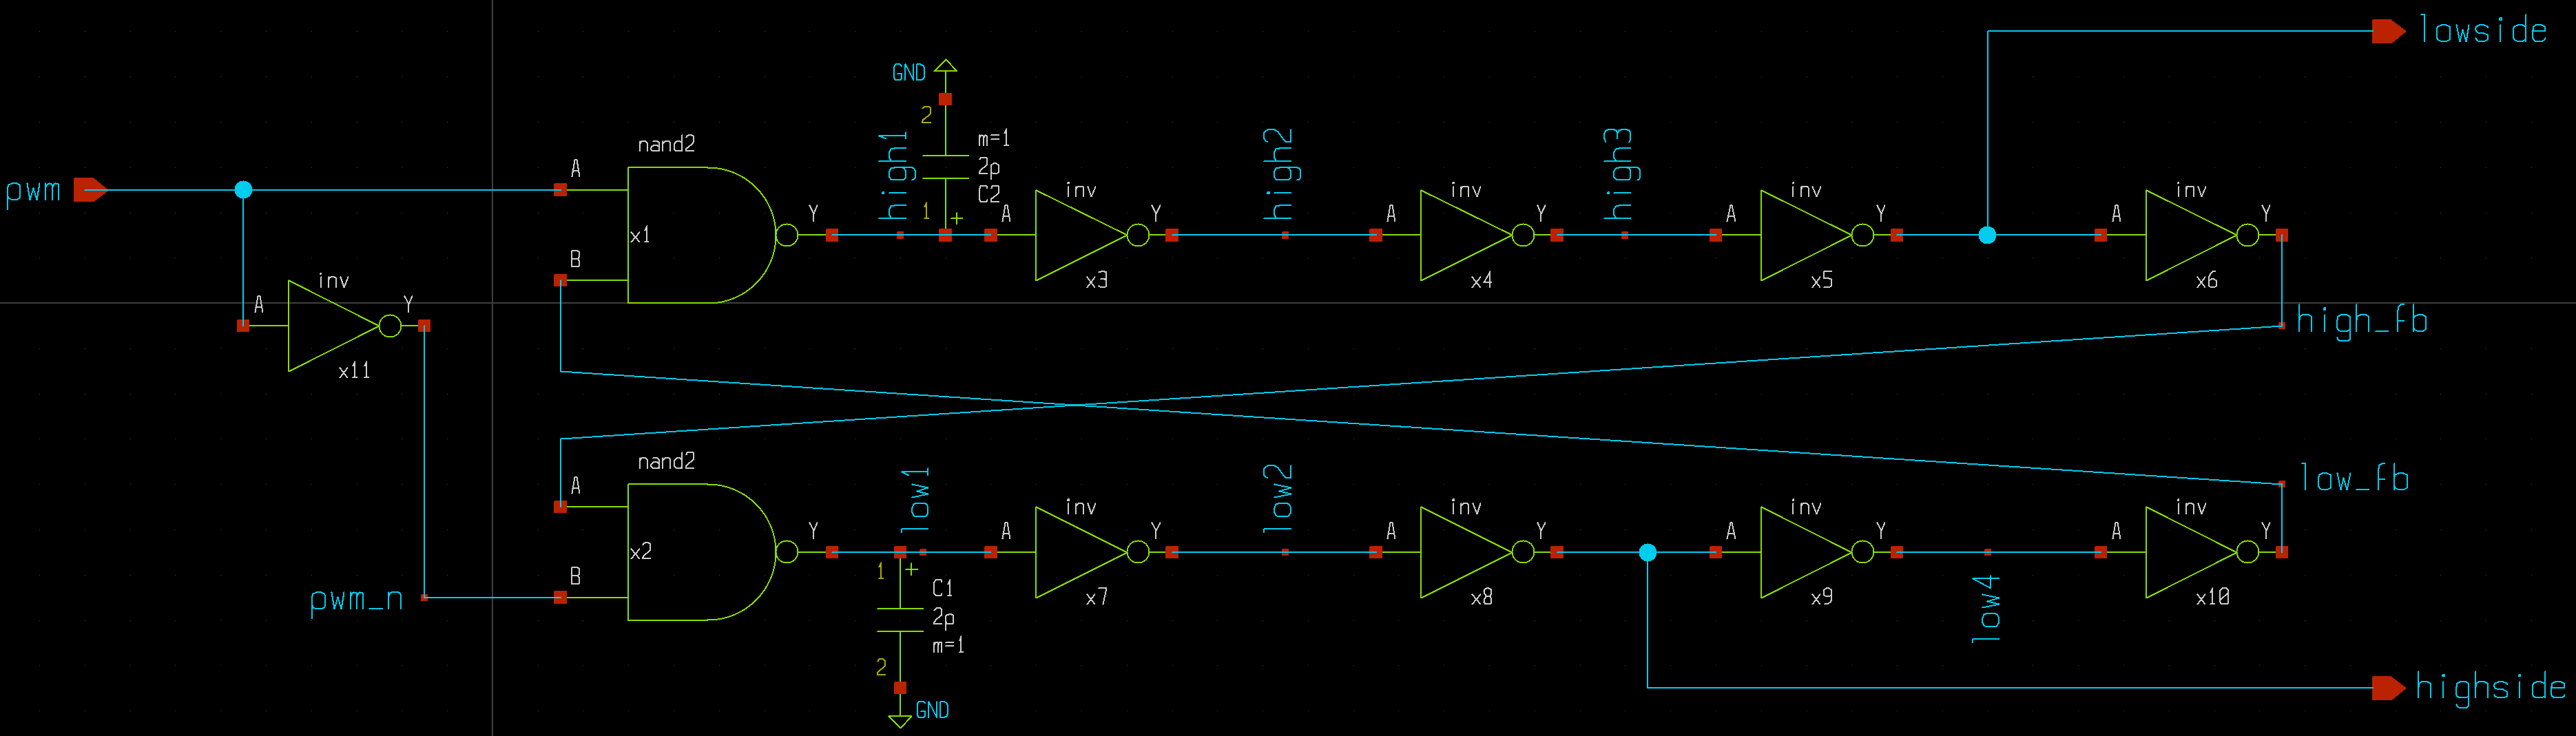 lowside
GND
2
m=1
2p
C2
1
+
high1
high2
high3
nand2
A
x1
B
Y
A
inv
Y
x3
A
inv
Y
x4
A
inv
Y
x5
A
inv
Y
x6
pwm
A
inv
Y
x11
high_fb
nand2
A
x2
B
Y
low1
A
inv
Y
x7
low2
A
inv
Y
x8
A
inv
Y
x9
low4
A
inv
Y
x10
low_fb
pwm_n
1
+
C1
2p
m=1
2
GND
highside